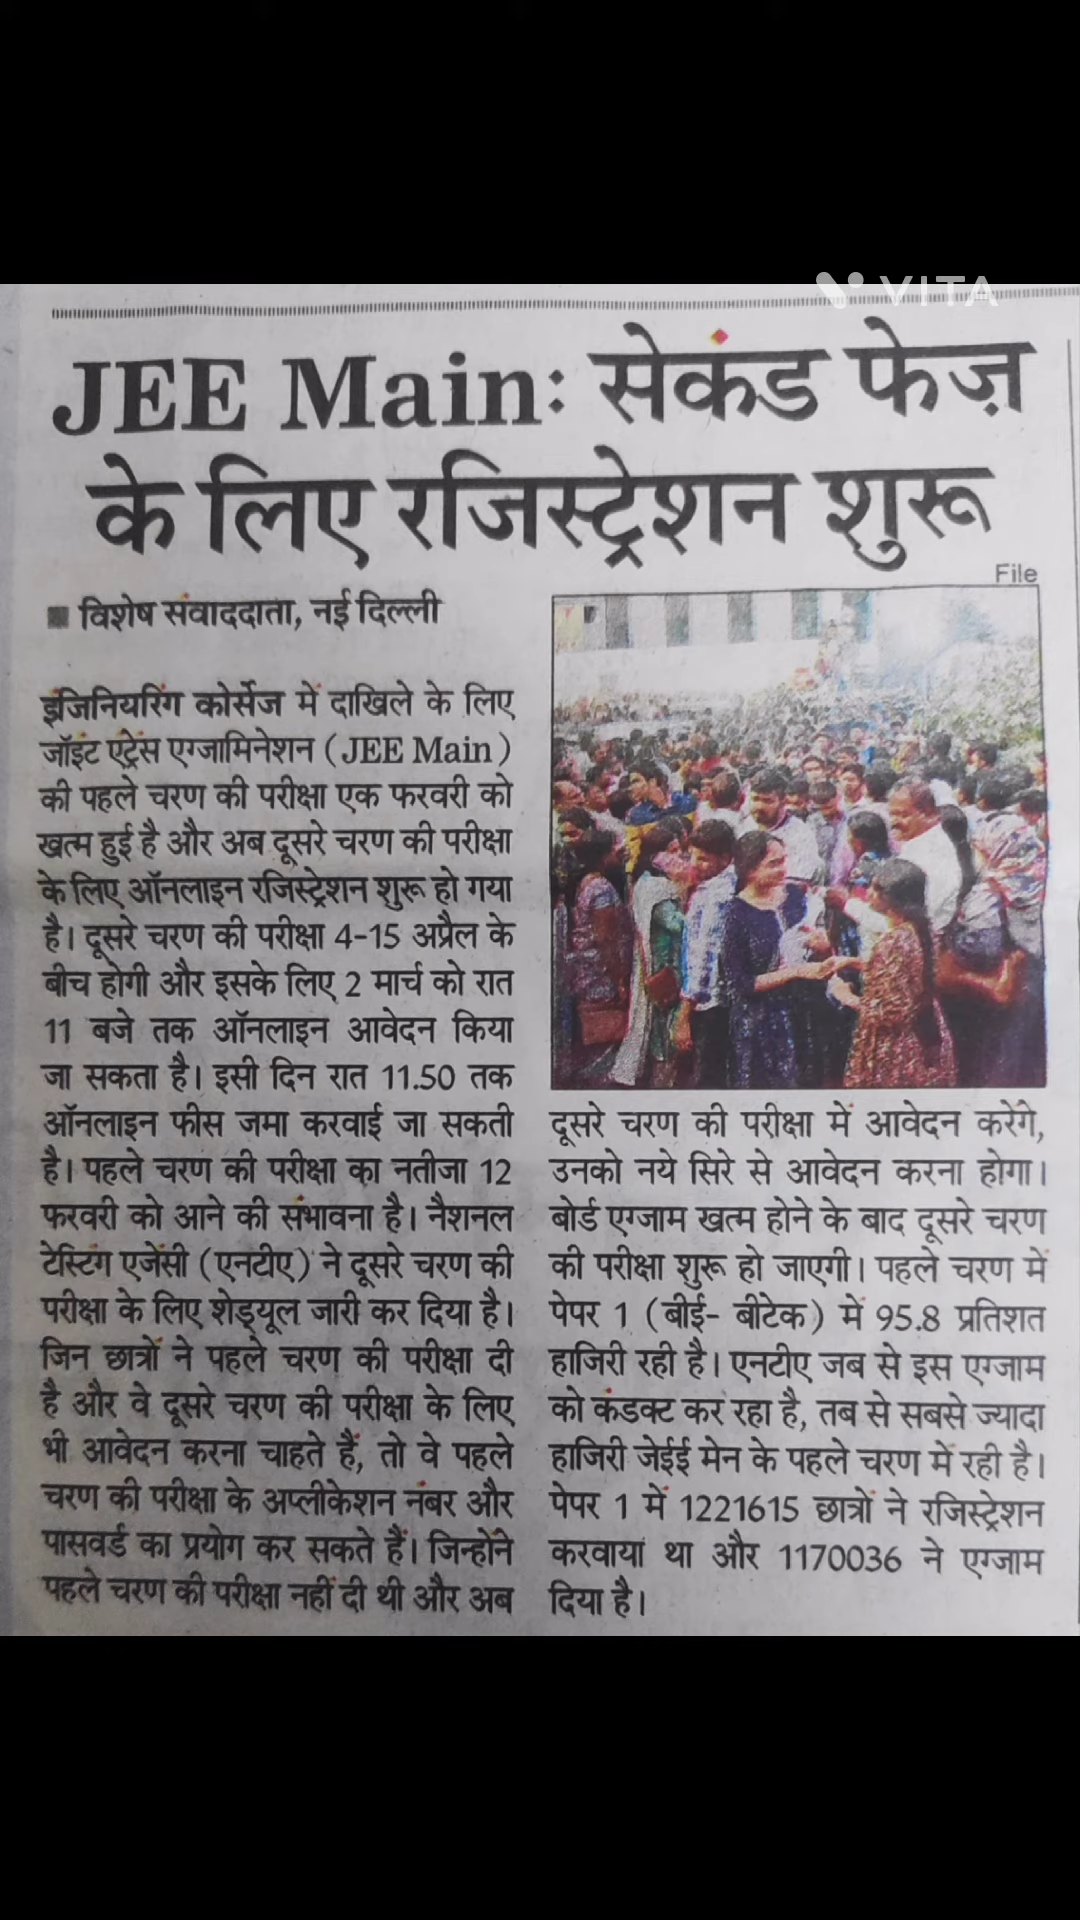 VITA
JEE Main: सेकंड फेज़
के लिए रजिस्ट्रेशन शुरू
File
■ विशेष संवाददाता, नई दिल्ली
इंजिनियरिंग कोर्सेज में दाखिले के लिए
जॉइंट एंट्रेंस एग्जामिनेशन (JEE Main)
की पहले चरण की परीक्षा एक फरवरी को
खत्म हुई है और अब दूसरे चरण की परीक्षा
के लिए ऑनलाइन रजिस्ट्रेशन शुरू हो गया
है। दूसरे चरण की परीक्षा 4-15 अप्रैल के
बीच होगी और इसके लिए 2 मार्च को रात
11 बजे तक ऑनलाइन आवेदन किया
जा सकता है। इसी दिन रात 11.50 तक
ऑनलाइन फीस जमा करवाई जा सकती
है। पहले चरण की परीक्षा का नतीजा 12
फरवरी को आने की संभावना है। नैशनल
टेस्टिंग एजेंसी (एनटीए) ने दूसरे चरण की
परीक्षा के लिए शेड्यूल जारी कर दिया है।
जिन छात्रों ने पहले चरण की परीक्षा दी
है और वे दूसरे चरण की परीक्षा के लिए
भी आवेदन करना चाहते हैं, तो वे पहले
चरण की परीक्षा के अप्लीकेशन नंबर और
पासवर्ड का प्रयोग कर सकते हैं। जिन्होंने
पहले चरण की परीक्षा नहीं दी थी और अब
दूसरे चरण की परीक्षा में आवेदन करेंगे,
उनको नये सिरे से आवेदन करना होगा।
बोर्ड एग्जाम खत्म होने के बाद दूसरे चरण
की परीक्षा शुरू हो जाएगी। पहले चरण में
पेपर 1 (बीई- बीटेक) में 95.8 प्रतिशत
हाजिरी रही है। एनटीए जब से इस एग्जाम
को कंडक्ट कर रहा है, तब से सबसे ज्यादा
हाजिरी जेईई मेन के पहले चरण में रही है।
पेपर 1 में 1221615 छात्रों ने रजिस्ट्रेशन
करवाया था और 1170036 ने एग्जाम
दिया है।